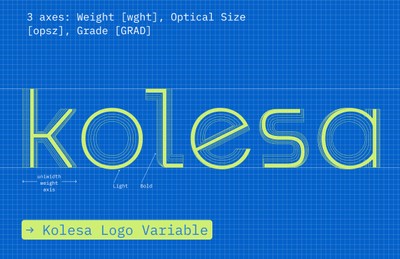 3 axes: Weight [wght], Optical Size
[opsz], Grade [GRAD]
kolesa
uniwidth
weight
axis
Light
Bold
→ Kolesa Logo Variable